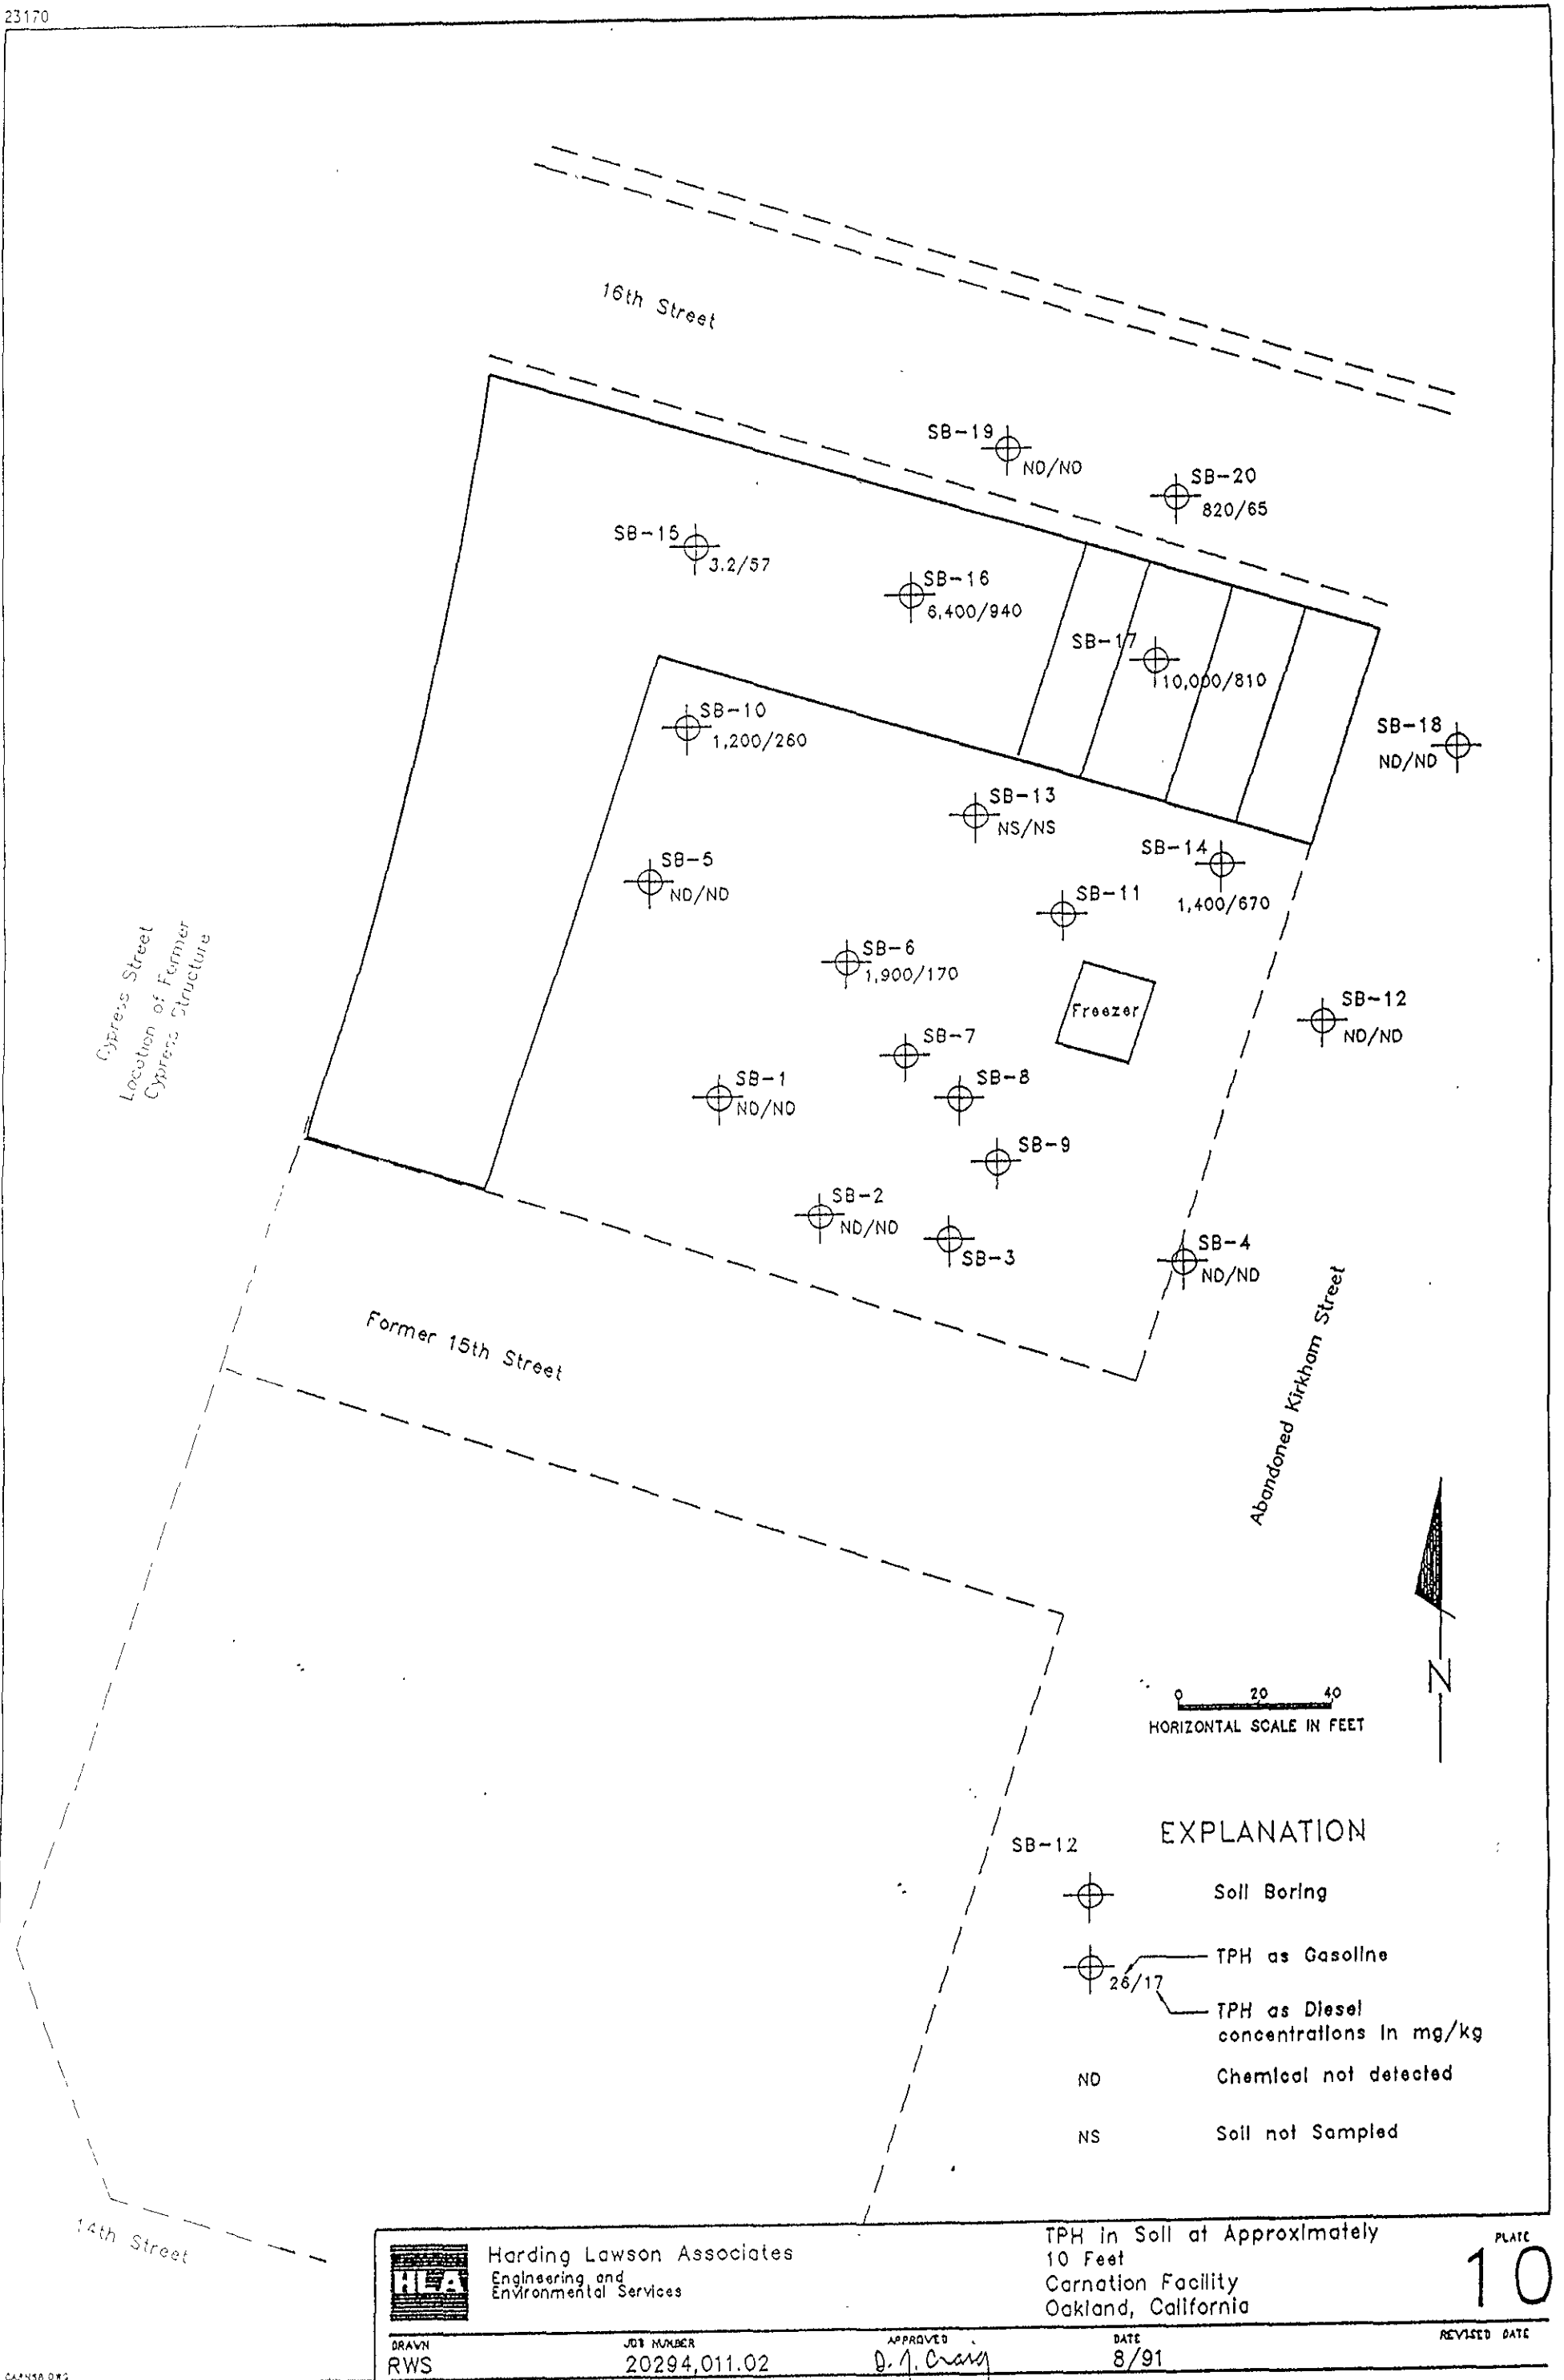 23170
16th Street
SB-19
ND/ND
SB-20
820/65
SB-15
3.2/57
SB-16
6,400/940
SB-17
10,000/810
SB-10
1,200/260
SB-18
ND/ND
SB-13
NS/NS
SB-14
1,400/670
SB-5
ND/ND
SB-11
SB-6
1,900/170
Freezer
SB-12
ND/ND
Cypress Street
Location of Former
Cypress Structure
SB-7
SB-8
SB-1
ND/ND
SB-9
SB-2
ND/ND
SB-3
SB-4
ND/ND
Former 15th Street
Abandoned Kirkham Street
N
0 20 40
HORIZONTAL SCALE IN FEET
EXPLANATION
SB-12
Soil Boring
26/17
TPH as Gasoline
TPH as Diesel
concentrations in mg/kg
ND Chemical not detected
NS Soil not Sampled
14th Street
HLA
Harding Lawson Associates
Engineering and
Environmental Services
TPH in Soil at Approximately
10 Feet
Carnation Facility
Oakland, California
PLATE
10
DRAWN
RWS
JOB NUMBER
20294,011.02
APPROVED
D. J. Craig
DATE
8/91
REVISED DATE